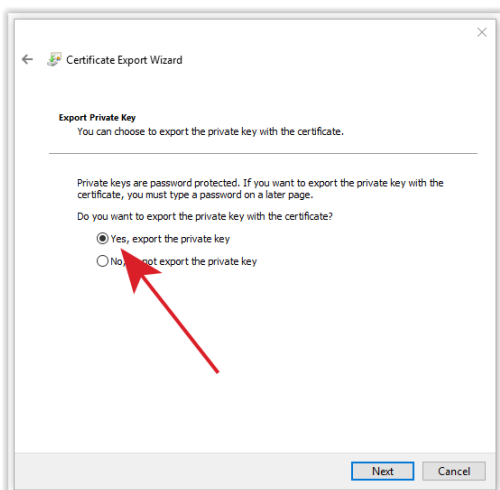 Certificate Export Wizard
Export Private Key
You can choose to export the private key with the certificate.
Private keys are password protected. If you want to export the private key with the
certificate, you must type a password on a later page.
Do you want to export the private key with the certificate?
Yes, export the private key
No, not export the private key
Next Cancel